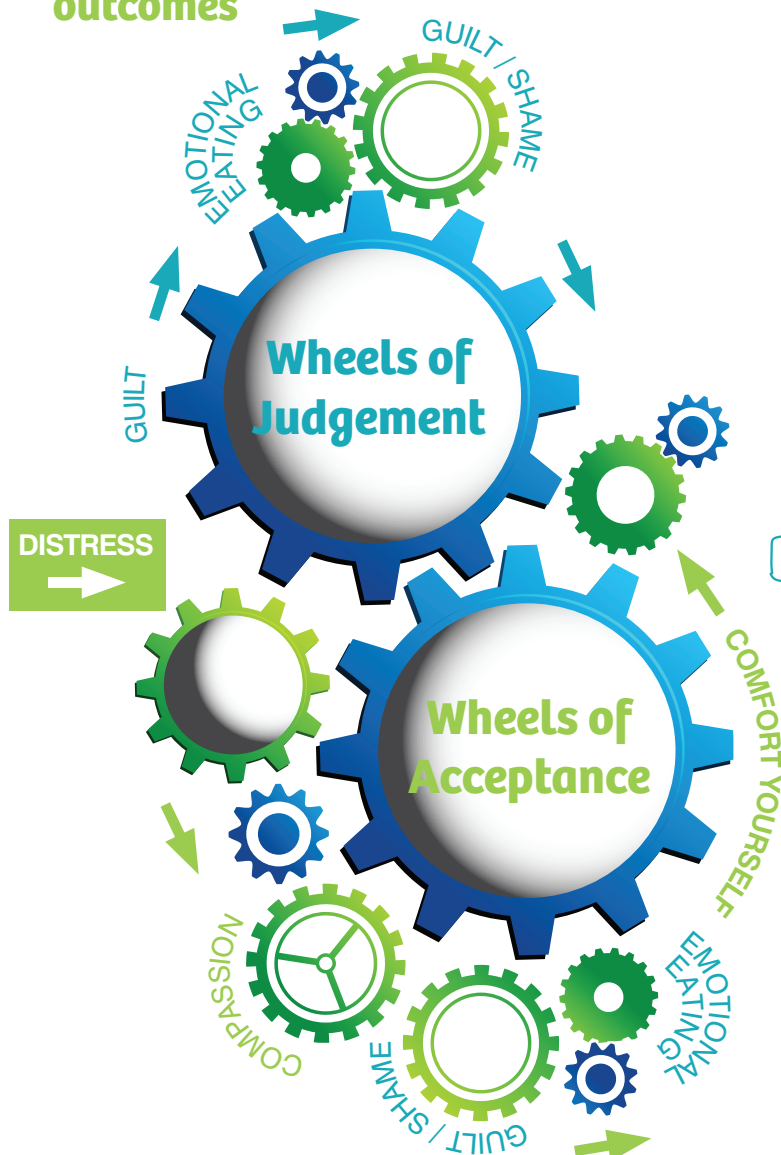 outcomes
GUILT / SHAME
EMOTIONAL
EATING
Wheels of
Judgement
GUILT
DISTRESS
COMFORT YOURSELF
Wheels of
Acceptance
COMPASSION
GUILT / SHAME
EMOTIONAL
EATING